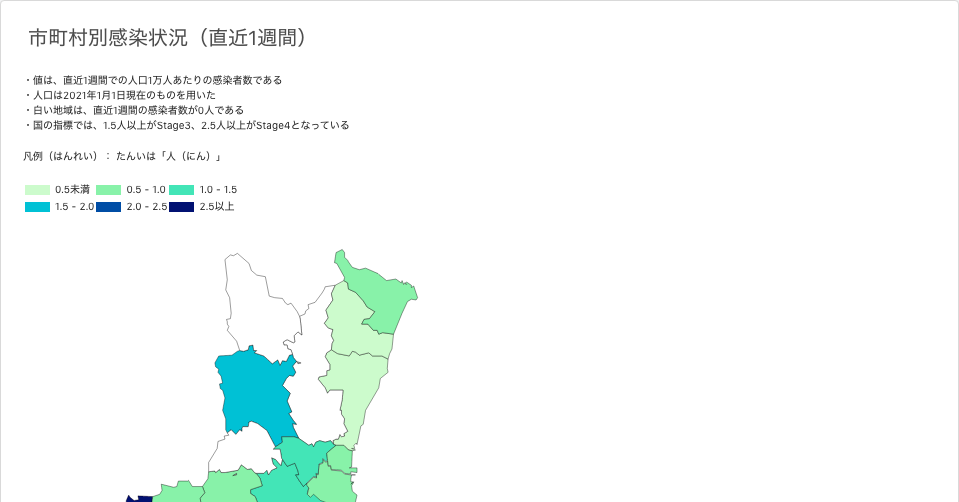 市町村別感染状況（直近1週間）
・値は、直近1週間での人口1万人あたりの感染者数である
・人口は2021年1月1日現在のものを用いた
・白い地域は、直近1週間の感染者数が0人である
・国の指標では、1.5人以上がStage3、2.5人以上がStage4となっている
凡例（はんれい）： たんいは「人（にん）」
0.5未満 0.5 - 1.0 1.0 - 1.5
1.5 - 2.0 2.0 - 2.5 2.5以上